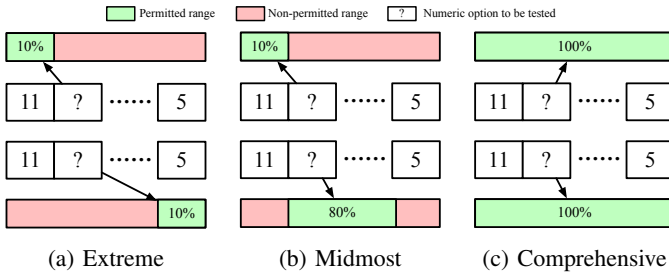 Permitted range Non-permitted range ? Numeric option to be tested
10% 10% 100%
11 ? ...... 5 11 ? ...... 5 11 ? ...... 5
11 ? ...... 5 11 ? ...... 5 11 ? ...... 5
10% 80% 100%
(a) Extreme (b) Midmost (c) Comprehensive